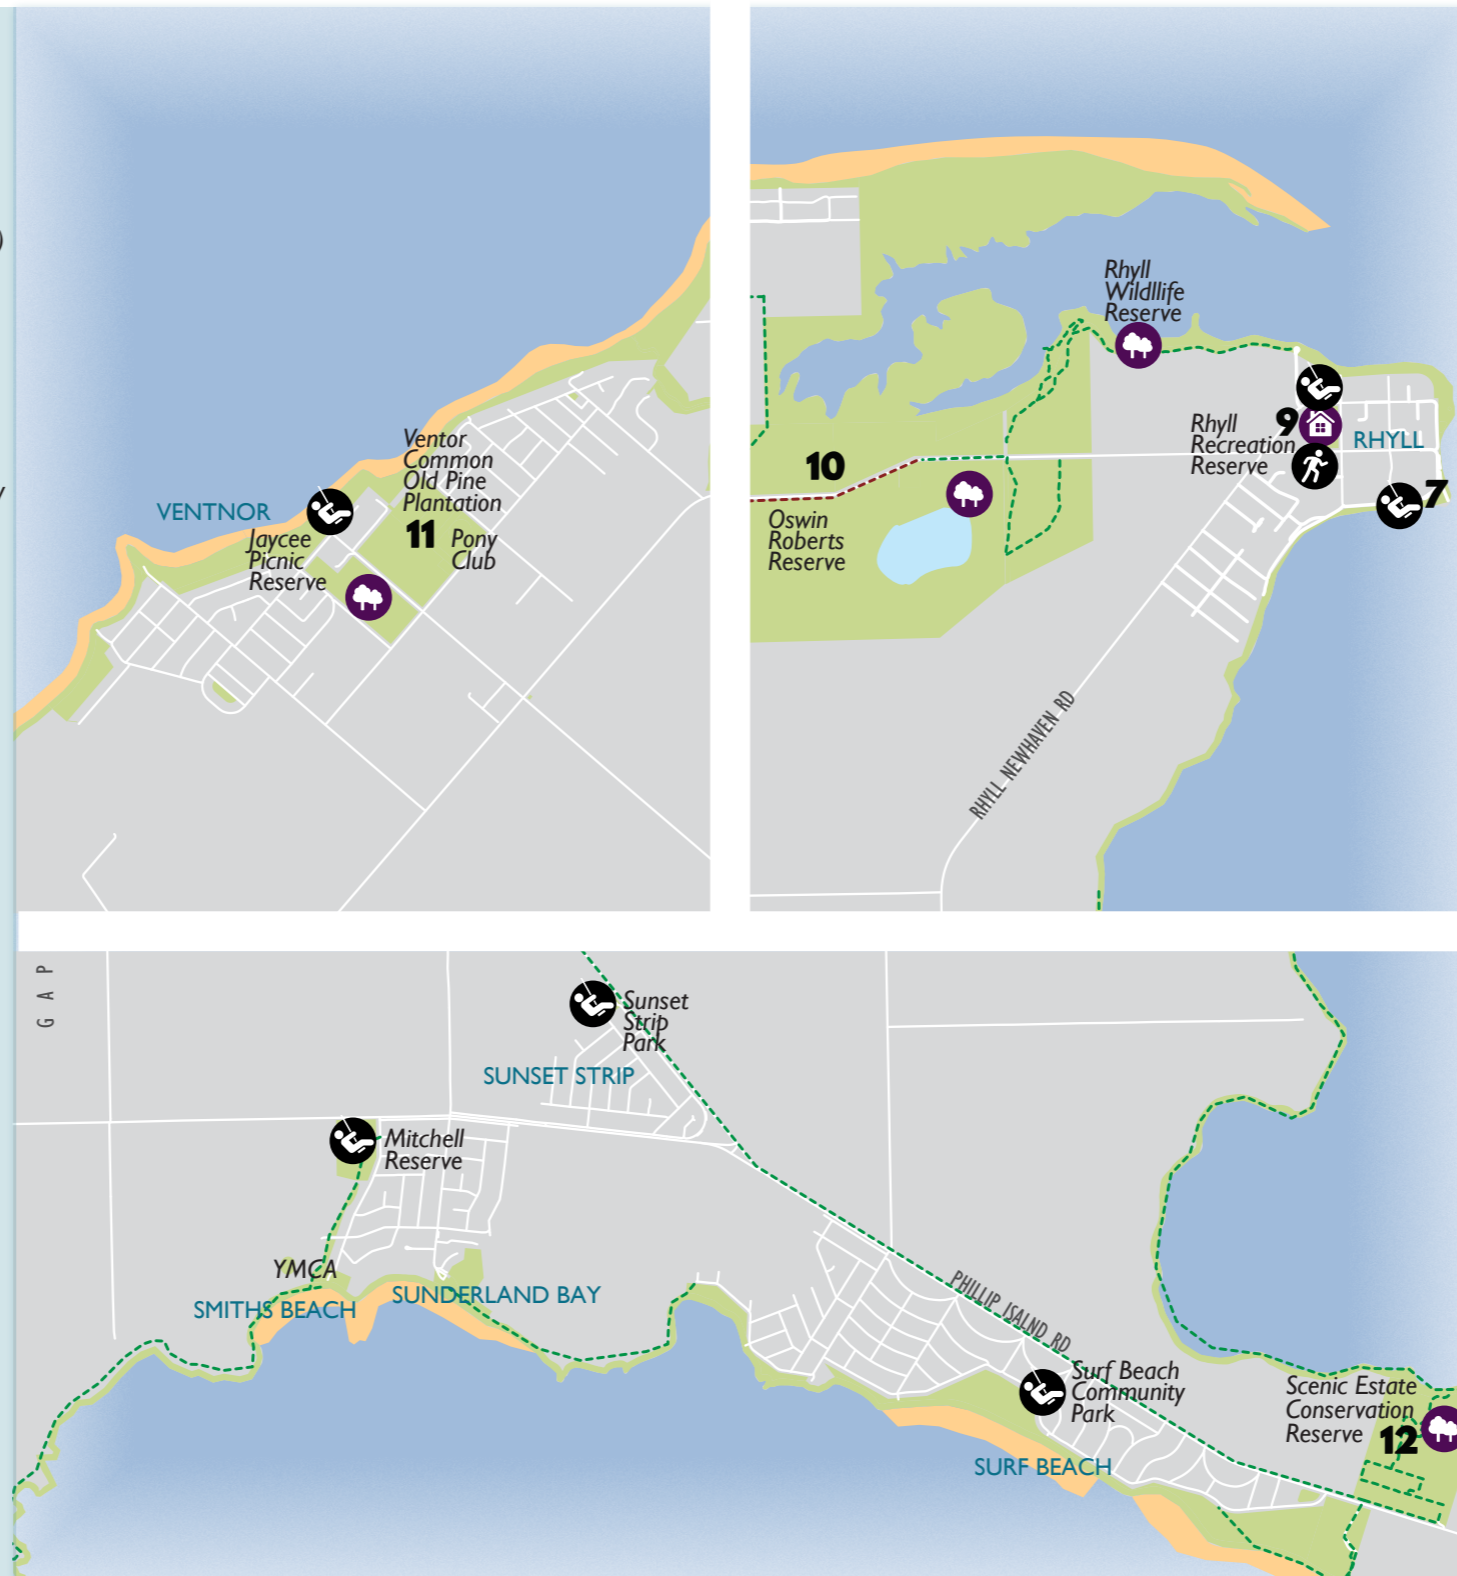 )
y
VENTNOR
Jaycee
Picnic
Reserve
Ventor
Common
Old Pine
Plantation
11
Pony
Club
Rhyll
Wildllife
Reserve
9
Rhyll
Recreation
Reserve
RHYLL
7
10
Oswin
Roberts
Reserve
RHYLL NEWHAVEN RD
GAP
Sunset
Strip
Park
SUNSET STRIP
Mitchell
Reserve
YMCA
SMITHS BEACH
SUNDERLAND BAY
PHILLIP ISALND RD
Surf Beach
Community
Park
SURF BEACH
Scenic Estate
Conservation
Reserve
12